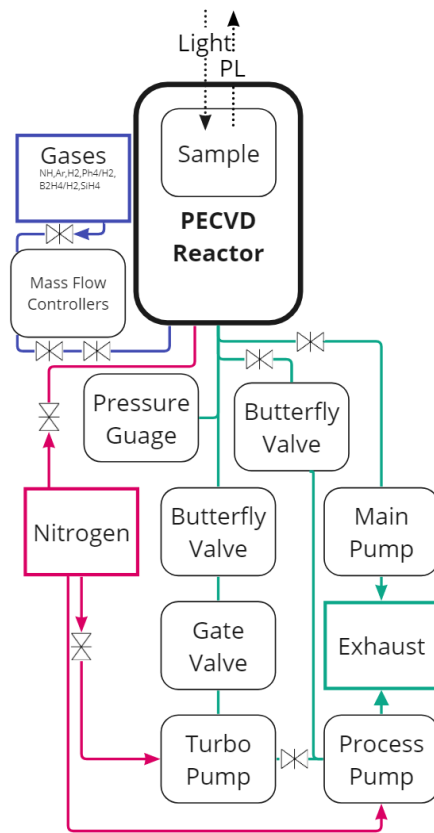 Light
PL
Gases
NH,Ar,H2,Ph4/H2,
B2H4/H2,SiH4
Sample
PECVD
Reactor
Mass Flow
Controllers
Pressure
Guage
Butterfly
Valve
Nitrogen
Butterfly
Valve
Main
Pump
Gate
Valve
Exhaust
Turbo
Pump
Process
Pump